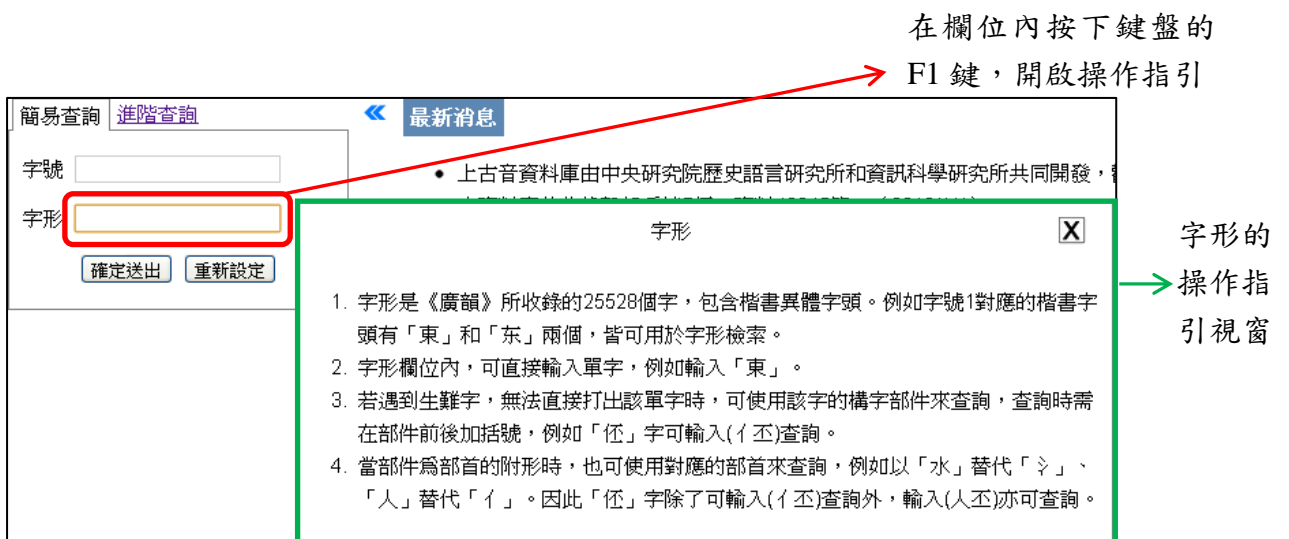 在欄位內按下鍵盤的
F1 鍵，開啟操作指引
簡易查詢 進階查詢
最新消息
字號
上古音資料庫由中央研究院歷史語言研究所和資訊科學研究所共同開發，
字形
確定送出 重新設定
字形 X
1. 字形是《廣韻》所收錄的25528個字，包含楷書異體字頭。例如字號1對應的楷書字
頭有「東」和「东」兩個，皆可用於字形檢索。
2. 字形欄位內，可直接輸入單字，例如輸入「東」。
3. 若遇到生難字，無法直接打出該單字時，可使用該字的構字部件來查詢，查詢時需
在部件前後加括號，例如「伾」字可輸入(亻丕)查詢。
4. 當部件為部首的附形時，也可使用對應的部首來查詢，例如以「水」替代「氵」、
「人」替代「亻」。因此「伾」字除了可輸入(亻丕)查詢外，輸入(人丕)亦可查詢。
字形的
操作指
引視窗